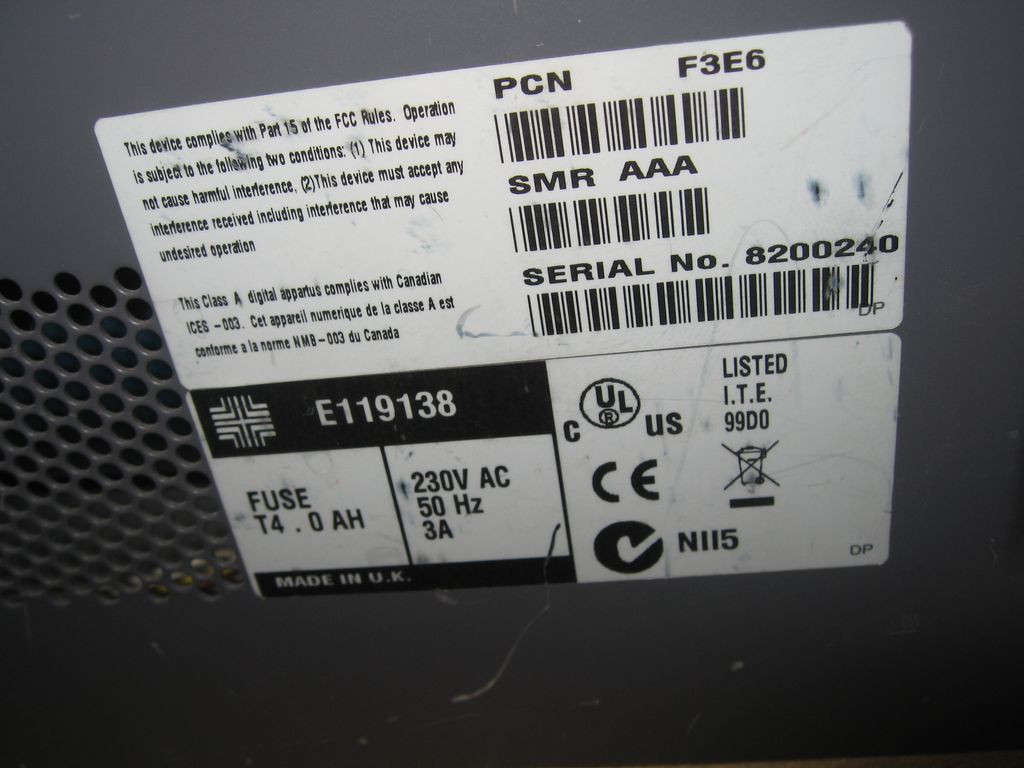 This device complies with Part 15 of the FCC Rules. Operation
is subject to the following two conditions: (1) This device may
not cause harmful interference, (2)This device must accept any
interference received including interference that may cause
undesired operation
This Class A digital appartus complies with Canadian
ICES -003. Cet appareil numerique de la classe A est
conforme a la norme NMB-003 du Canada
PCN F3E6
SMR AAA
SERIAL No. 8200240
DP
E119138
FUSE
T4.0 AH
230V AC
50 Hz
3A
MADE IN U.K.
C UL US
®
LISTED
I.T.E.
99D0
CE
N115
DP